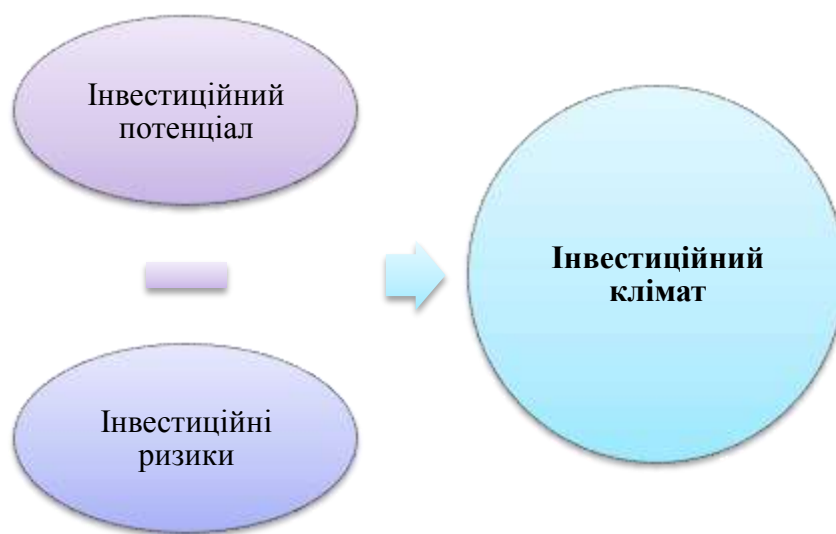 Інвестиційний
потенціал
Інвестиційні
ризики
Інвестиційний
клімат